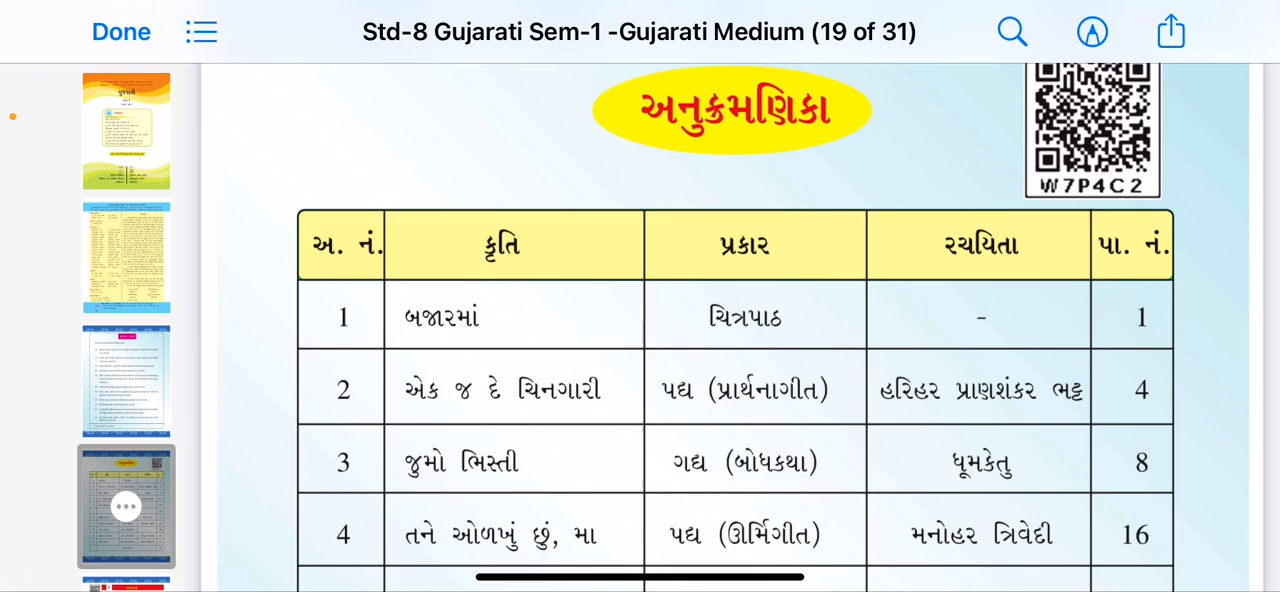 Done
Std-8 Gujarati Sem-1 -Gujarati Medium (19 of 31)
અનુક્રમણિકા
W7P4C2
અ. નં. કૃતિ પ્રકાર રચયિતા પા. નં.
1 બજારમાં ચિત્રપાઠ - 1
2 એક જ દે ચિનગારી પદ્ય (પ્રાર્થનાગીત) હરિહર પ્રાણશંકર ભટ્ટ 4
3 જુમો ભિસ્તી ગદ્ય (બોધકથા) ધૂમકેતુ 8
4 તને ઓળખું છું, મા પદ્ય (ઊર્મિગીત) મનોહર ત્રિવેદી 16